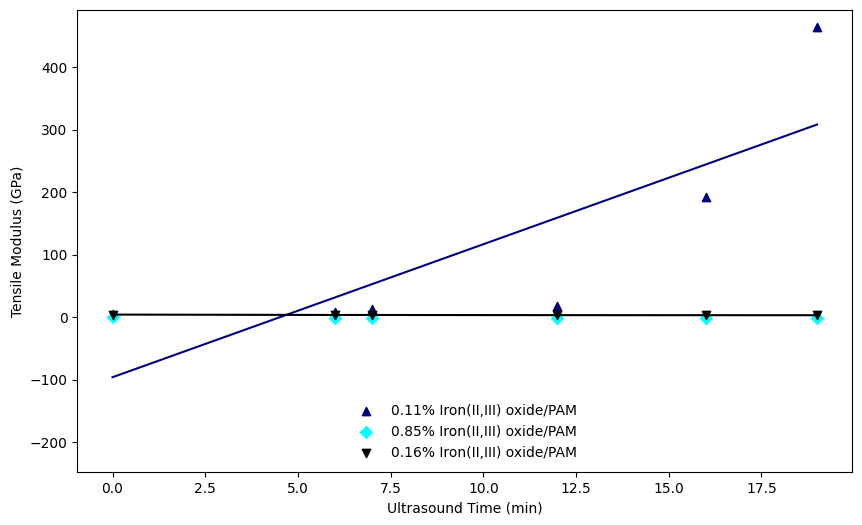 400
300
200
100
0
−100
−200
Tensile Modulus (GPa)
0.11% Iron(II,III) oxide/PAM
0.85% Iron(II,III) oxide/PAM
0.16% Iron(II,III) oxide/PAM
0.0 2.5 5.0 7.5 10.0 12.5 15.0 17.5
Ultrasound Time (min)